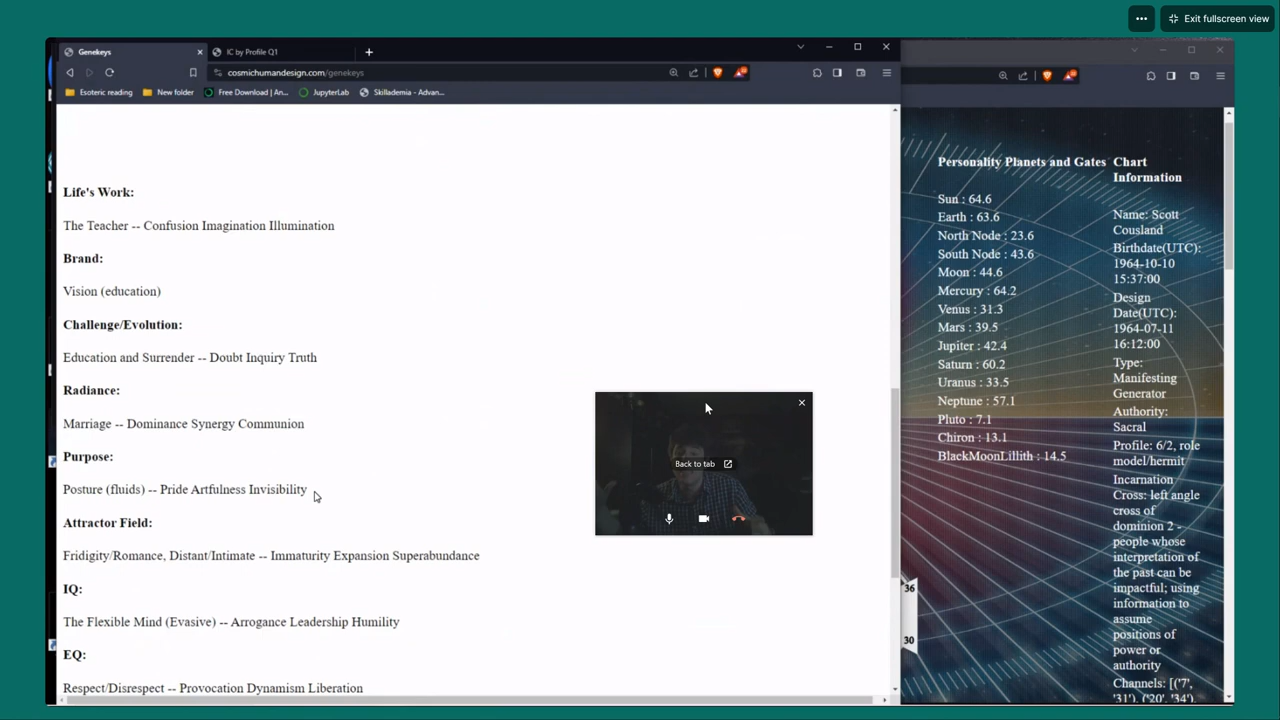 Exit fullscreen view
Genekeys
IC by Profile Q1
cosmichumandesign.com/genekeys
Esoteric reading
New folder
Free Download | An...
JupyterLab
Skillademia - Advan...
Life's Work:
The Teacher -- Confusion Imagination Illumination
Brand:
Vision (education)
Challenge/Evolution:
Education and Surrender -- Doubt Inquiry Truth
Radiance:
Marriage -- Dominance Synergy Communion
Purpose:
Posture (fluids) -- Pride Artfulness Invisibility
Attractor Field:
Fridigity/Romance, Distant/Intimate -- Immaturity Expansion Superabundance
IQ:
The Flexible Mind (Evasive) -- Arrogance Leadership Humility
EQ:
Respect/Disrespect -- Provocation Dynamism Liberation
Back to tab
36
30
Personality Planets and Gates
Sun : 64.6
Earth : 63.6
North Node : 23.6
South Node : 43.6
Moon : 44.6
Mercury : 64.2
Venus : 31.3
Mars : 39.5
Jupiter : 42.4
Saturn : 60.2
Uranus : 33.5
Neptune : 57.1
Pluto : 7.1
Chiron : 13.1
BlackMoonLillith : 14.5
Chart
Information
Name: Scott
Cousland
Birthdate(UTC):
1964-10-10
15:37:00
Design
Date(UTC):
1964-07-11
16:12:00
Type:
Manifesting
Generator
Authority:
Sacral
Profile: 6/2, role
model/hermit
Incarnation
Cross: left angle
cross of
dominion 2 -
people whose
interpretation of
the past can be
impactful; using
information to
assume
positions of
power or
authority
Channels: [('7',
'31'), ('20', '34'),